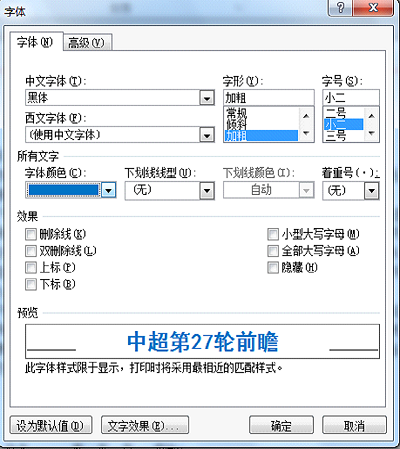 字体
字体(N) 高级(V)
中文字体(T): 字形(Y): 字号(S):
黑体 加粗 小二
常规 二号
西文字体(F): 倾斜 小二
(使用中文字体) 加粗 三号
所有文字
字体颜色(C): 下划线线型(U): 下划线颜色(I): 着重号(·):
(无) 自动 (无)
效果
删除线(K) 小型大写字母(M)
双删除线(L) 全部大写字母(A)
上标(P) 隐藏(H)
下标(B)
预览
中超第27轮前瞻
此字体样式限于显示，打印时将采用最相近的匹配样式。
设为默认值(D) 文字效果(E)... 确定 取消